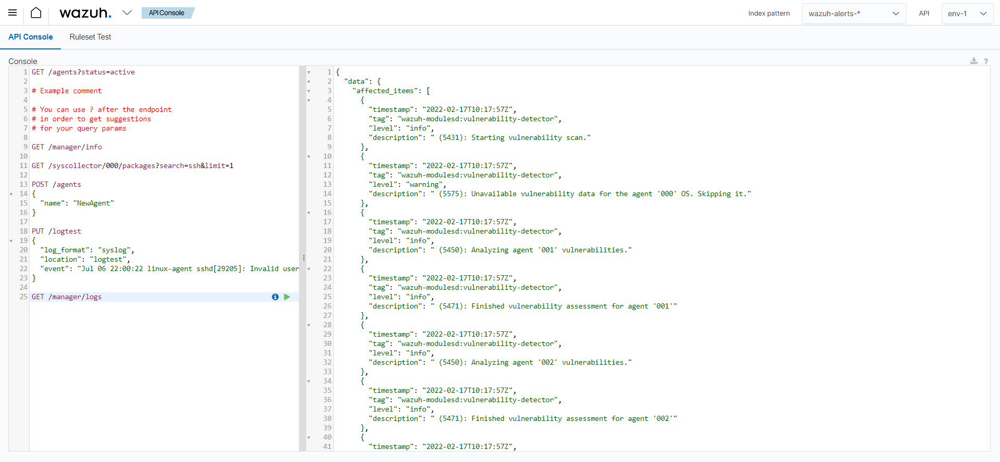 wazuh.
API Console
Index pattern
wazuh-alerts-*
API
env-1
API Console
Ruleset Test
Console
?
1 GET /agents?status=active
2
3 # Example comment
4
5 # You can use ? after the endpoint
6 # in order to get suggestions
7 # for your query params
8
9 GET /manager/info
10
11 GET /syscollector/000/packages?search=ssh&limit=1
12
13 POST /agents
14 {
15   "name": "NewAgent"
16 }
17
18 PUT /logtest
19 {
20   "log_format": "syslog",
21   "location": "logtest",
22   "event": "Jul 06 22:00:22 linux-agent sshd[29205]: Invalid user
23 }
24
25 GET /manager/logs
1 {
2   "data": {
3     "affected_items": [
4       {
5         "timestamp": "2022-02-17T10:17:57Z",
6         "tag": "wazuh-modulesd:vulnerability-detector",
7         "level": "info",
8         "description": " (5431): Starting vulnerability scan."
9       },
10       {
11         "timestamp": "2022-02-17T10:17:57Z",
12         "tag": "wazuh-modulesd:vulnerability-detector",
13         "level": "warning",
14         "description": " (5575): Unavailable vulnerability data for the agent '000' OS. Skipping it."
15       },
16       {
17         "timestamp": "2022-02-17T10:17:57Z",
18         "tag": "wazuh-modulesd:vulnerability-detector",
19         "level": "info",
20         "description": " (5450): Analyzing agent '001' vulnerabilities."
21       },
22       {
23         "timestamp": "2022-02-17T10:17:57Z",
24         "tag": "wazuh-modulesd:vulnerability-detector",
25         "level": "info",
26         "description": " (5471): Finished vulnerability assessment for agent '001'"
27       },
28       {
29         "timestamp": "2022-02-17T10:17:57Z",
30         "tag": "wazuh-modulesd:vulnerability-detector",
31         "level": "info",
32         "description": " (5450): Analyzing agent '002' vulnerabilities."
33       },
34       {
35         "timestamp": "2022-02-17T10:17:57Z",
36         "tag": "wazuh-modulesd:vulnerability-detector",
37         "level": "info",
38         "description": " (5471): Finished vulnerability assessment for agent '002'"
39       },
40       {
41         "timestamp": "2022-02-17T10:17:57Z",